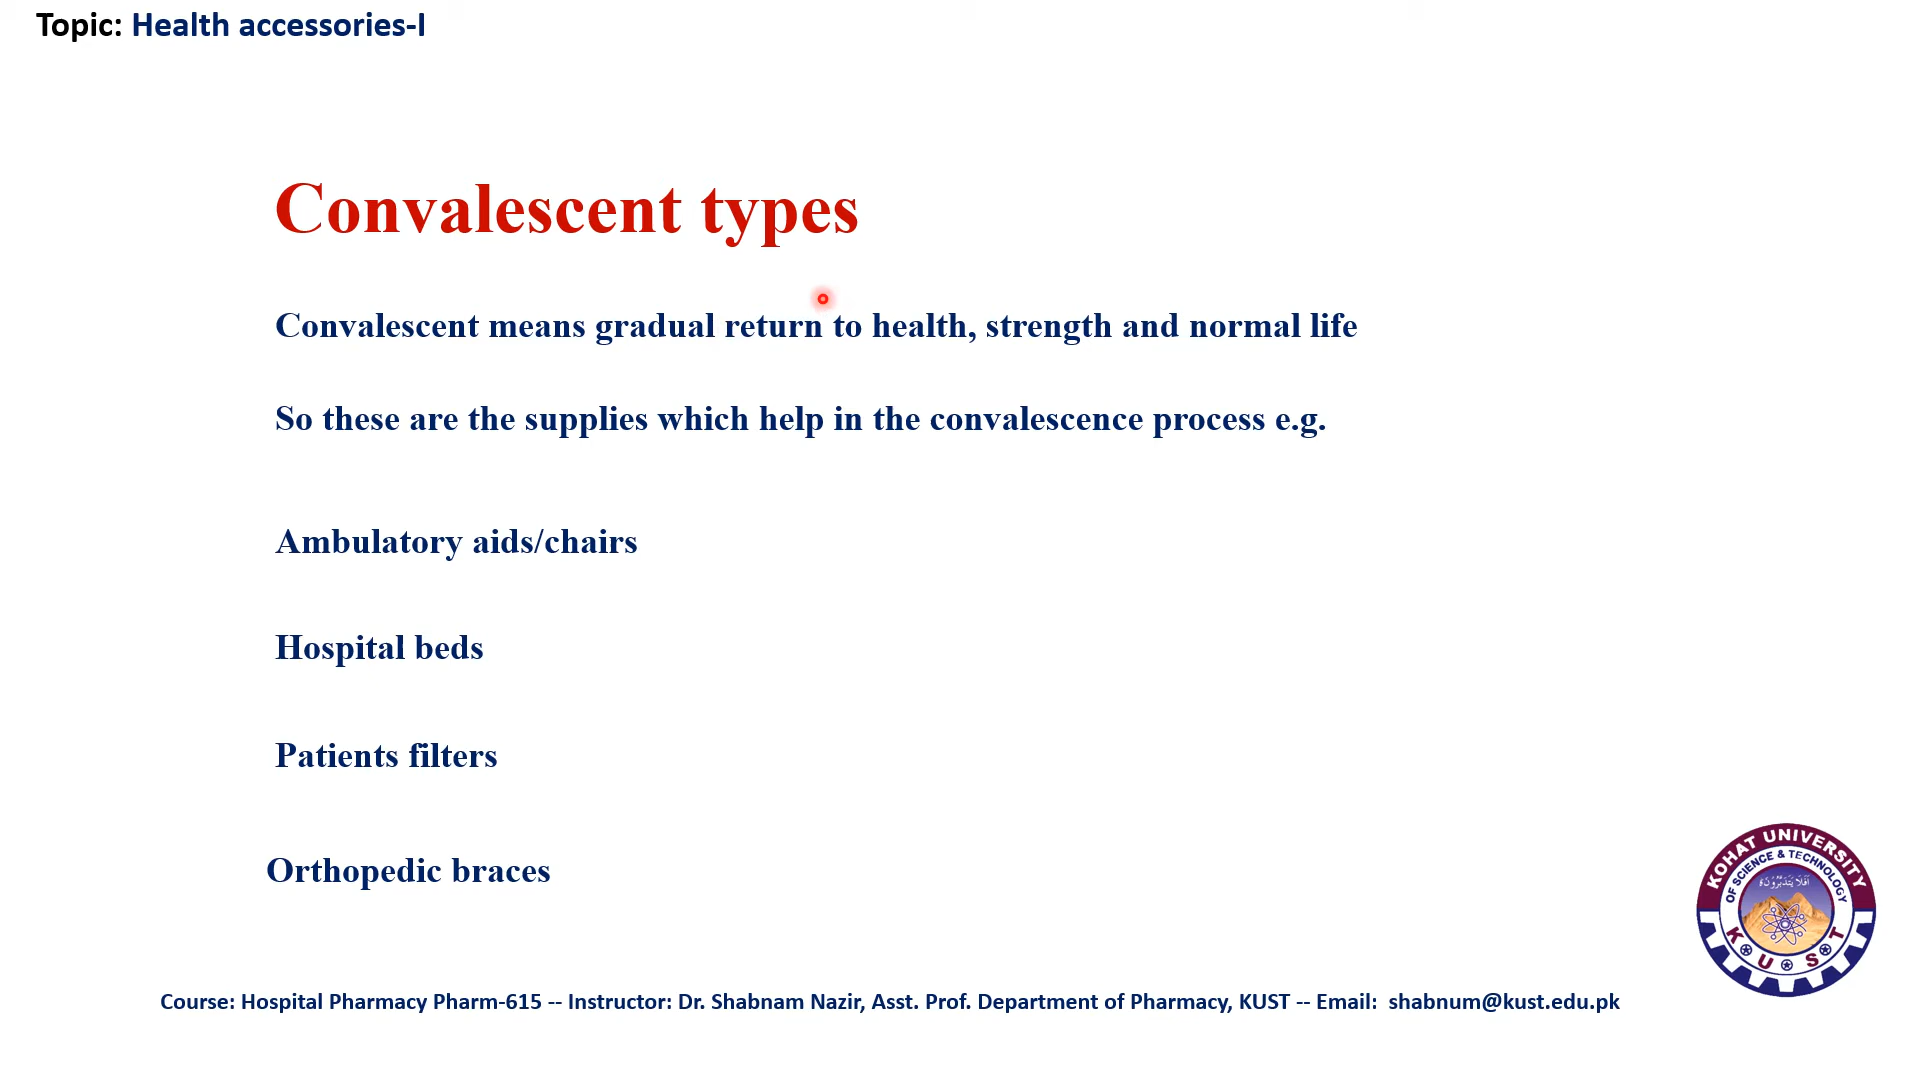 Topic: Health accessories-I
Convalescent types
Convalescent means gradual return to health, strength and normal life
So these are the supplies which help in the convalescence process e.g.
Ambulatory aids/chairs
Hospital beds
Patients filters
Orthopedic braces
KOHAT UNIVERSITY
OF SCIENCE & TECHNOLOGY
أفلا يتدبرون
K U S T
Course: Hospital Pharmacy Pharm-615 -- Instructor: Dr. Shabnam Nazir, Asst. Prof. Department of Pharmacy, KUST -- Email: shabnum@kust.edu.pk